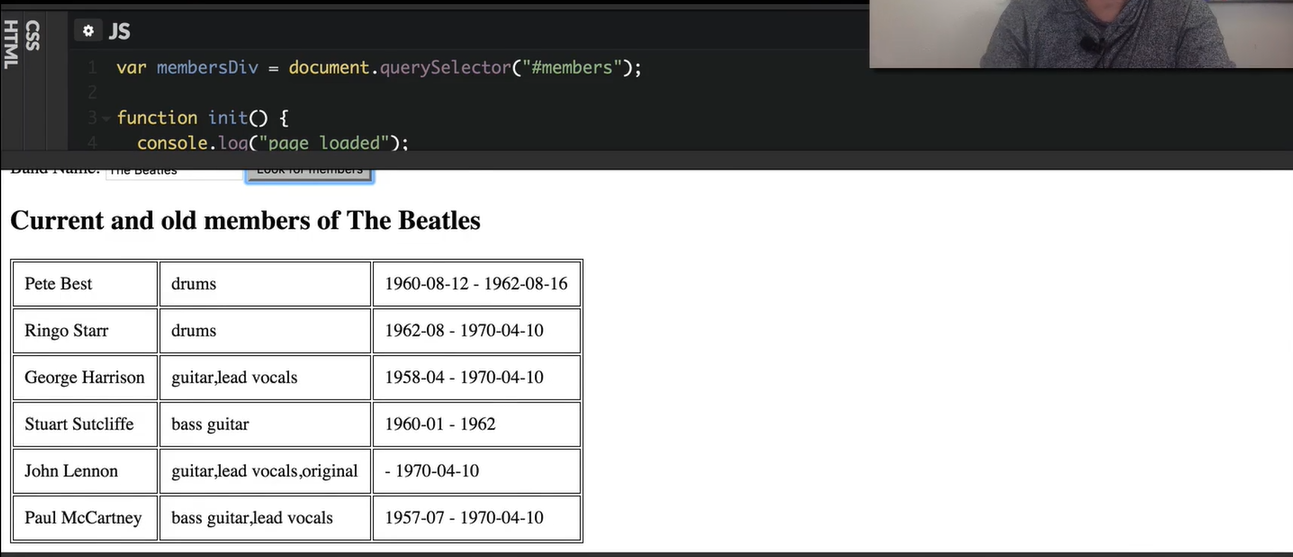 HTML
CSS
JS
1 var membersDiv = document.querySelector("#members");
2
3 function init() {
4 console.log("page loaded");
Band Name: The Beatles Look for members
Current and old members of The Beatles
Pete Best drums 1960-08-12 - 1962-08-16
Ringo Starr drums 1962-08 - 1970-04-10
George Harrison guitar,lead vocals 1958-04 - 1970-04-10
Stuart Sutcliffe bass guitar 1960-01 - 1962
John Lennon guitar,lead vocals,original - 1970-04-10
Paul McCartney bass guitar,lead vocals 1957-07 - 1970-04-10